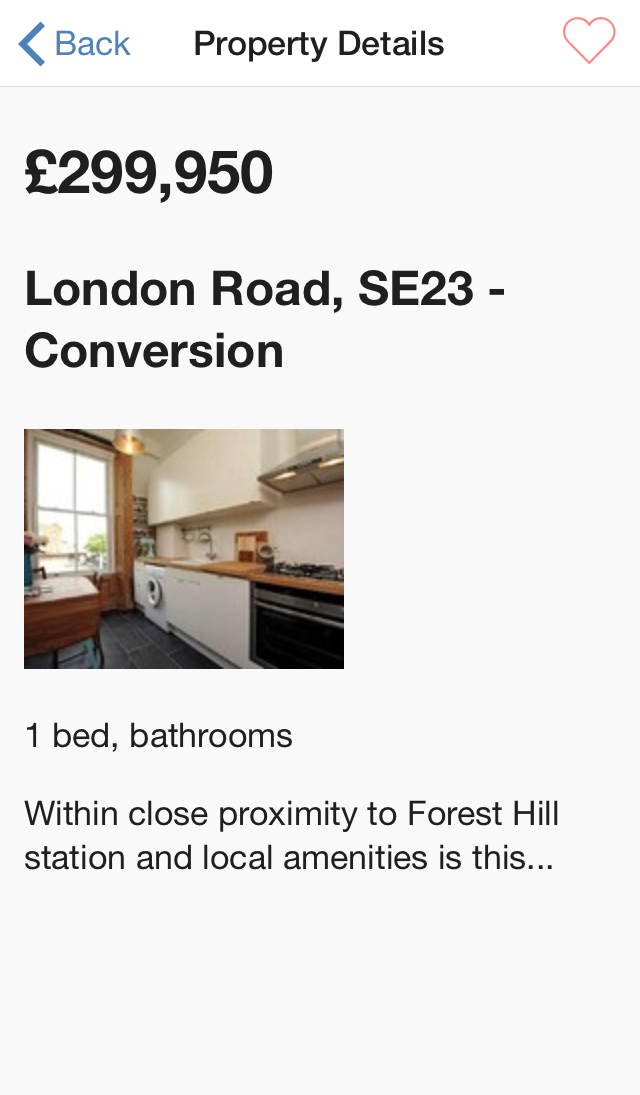 Back Property Details
£299,950
London Road, SE23 -
Conversion
1 bed, bathrooms
Within close proximity to Forest Hill
station and local amenities is this...